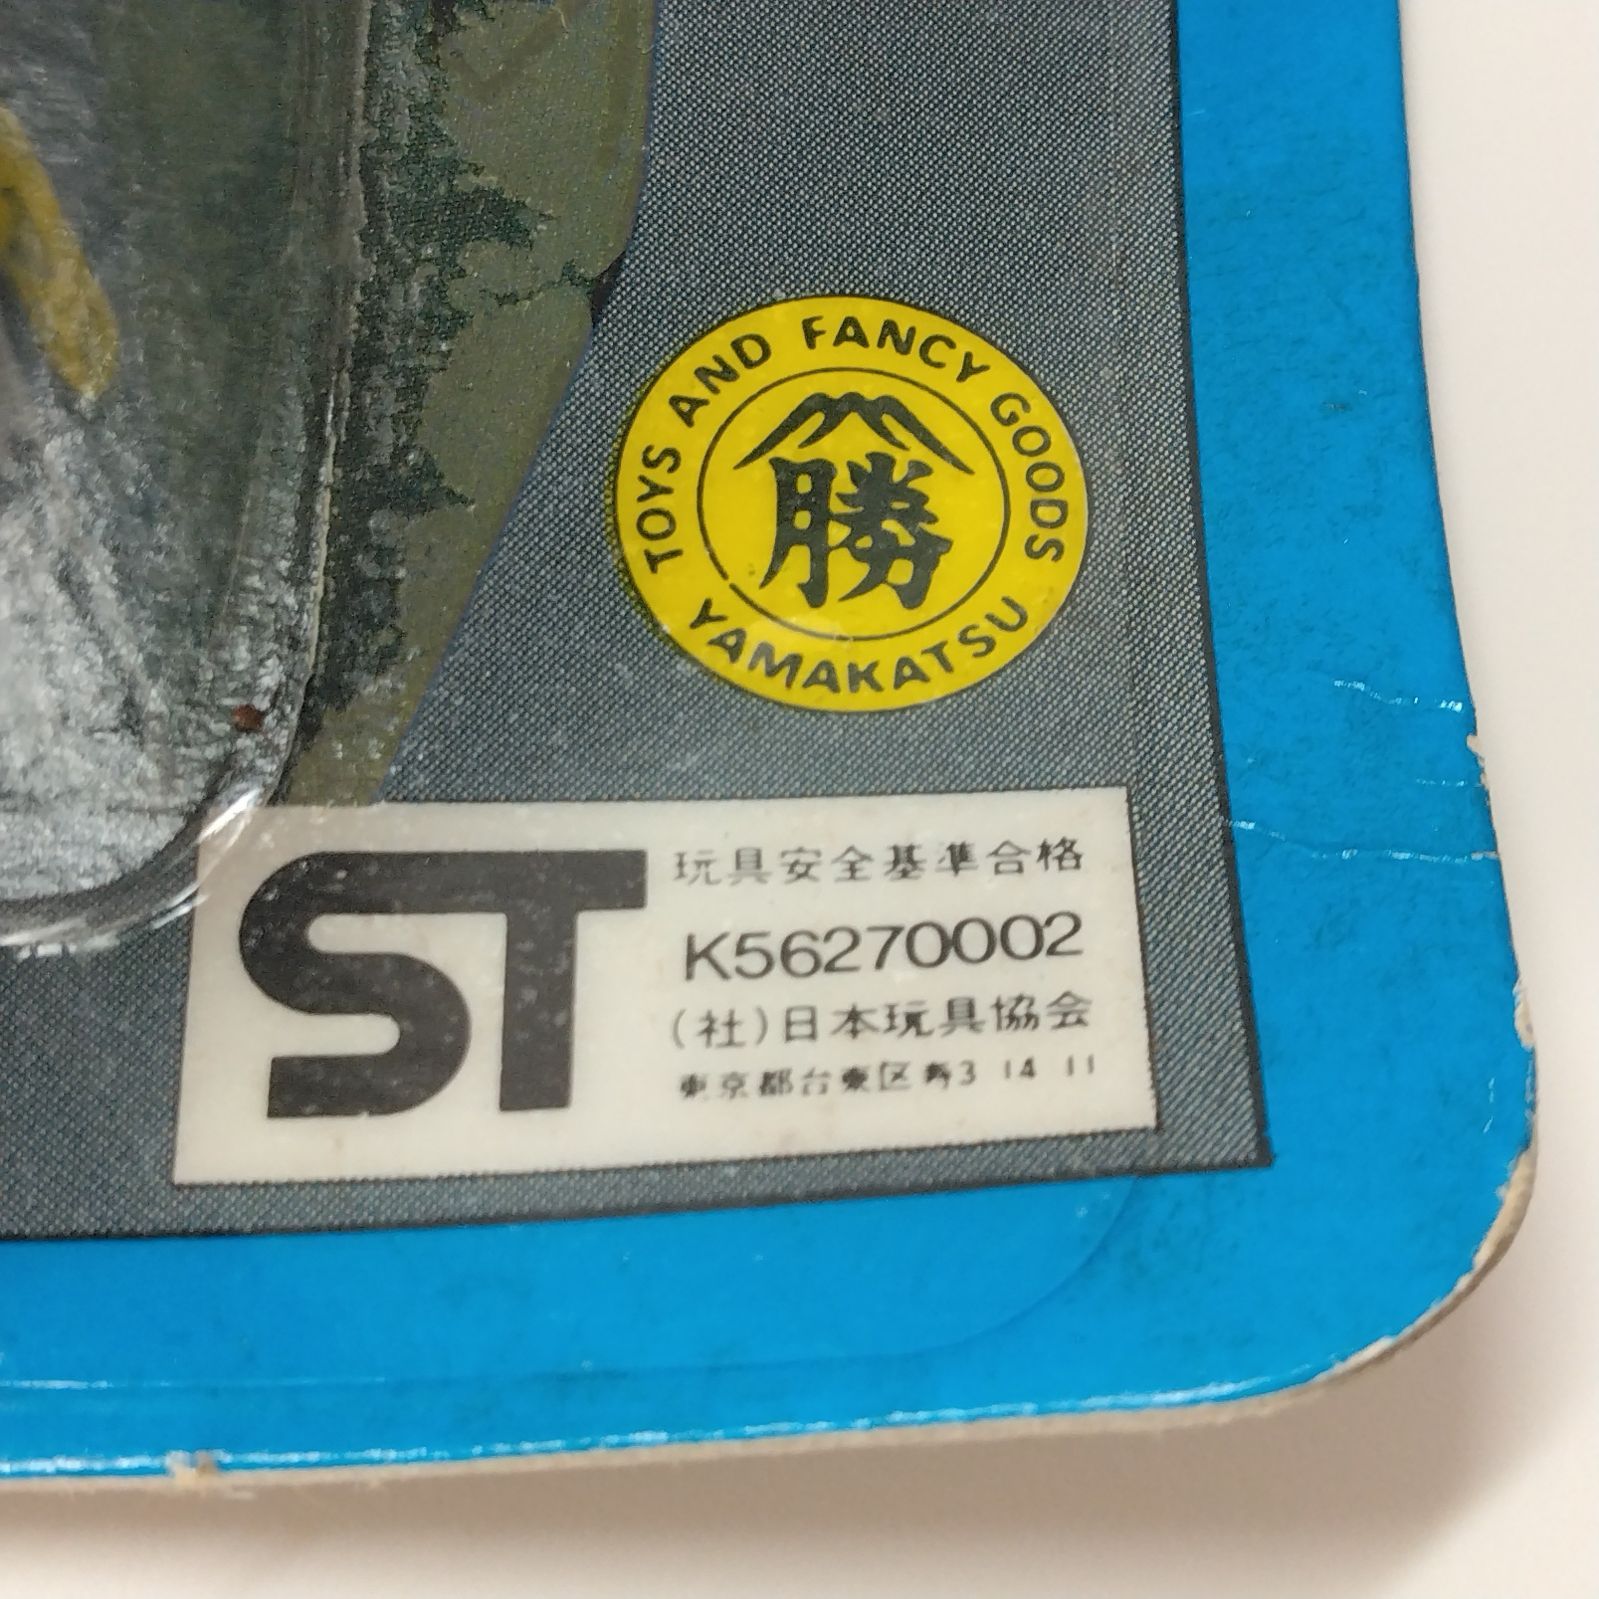 TOYS AND FANCY GOODS
勝
YAMAKATSU
ST
玩具安全基準合格
K56270002
(社)日本玩具協会
東京都台東区寿3 14 11